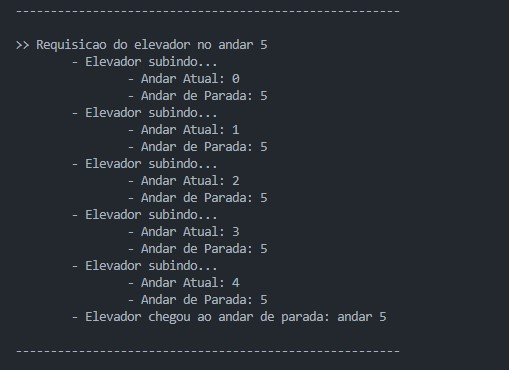 -------------------------------------------------------
>> Requisicao do elevador no andar 5
- Elevador subindo...
- Andar Atual: 0
- Andar de Parada: 5
- Elevador subindo...
- Andar Atual: 1
- Andar de Parada: 5
- Elevador subindo...
- Andar Atual: 2
- Andar de Parada: 5
- Elevador subindo...
- Andar Atual: 3
- Andar de Parada: 5
- Elevador subindo...
- Andar Atual: 4
- Andar de Parada: 5
- Elevador chegou ao andar de parada: andar 5
-------------------------------------------------------